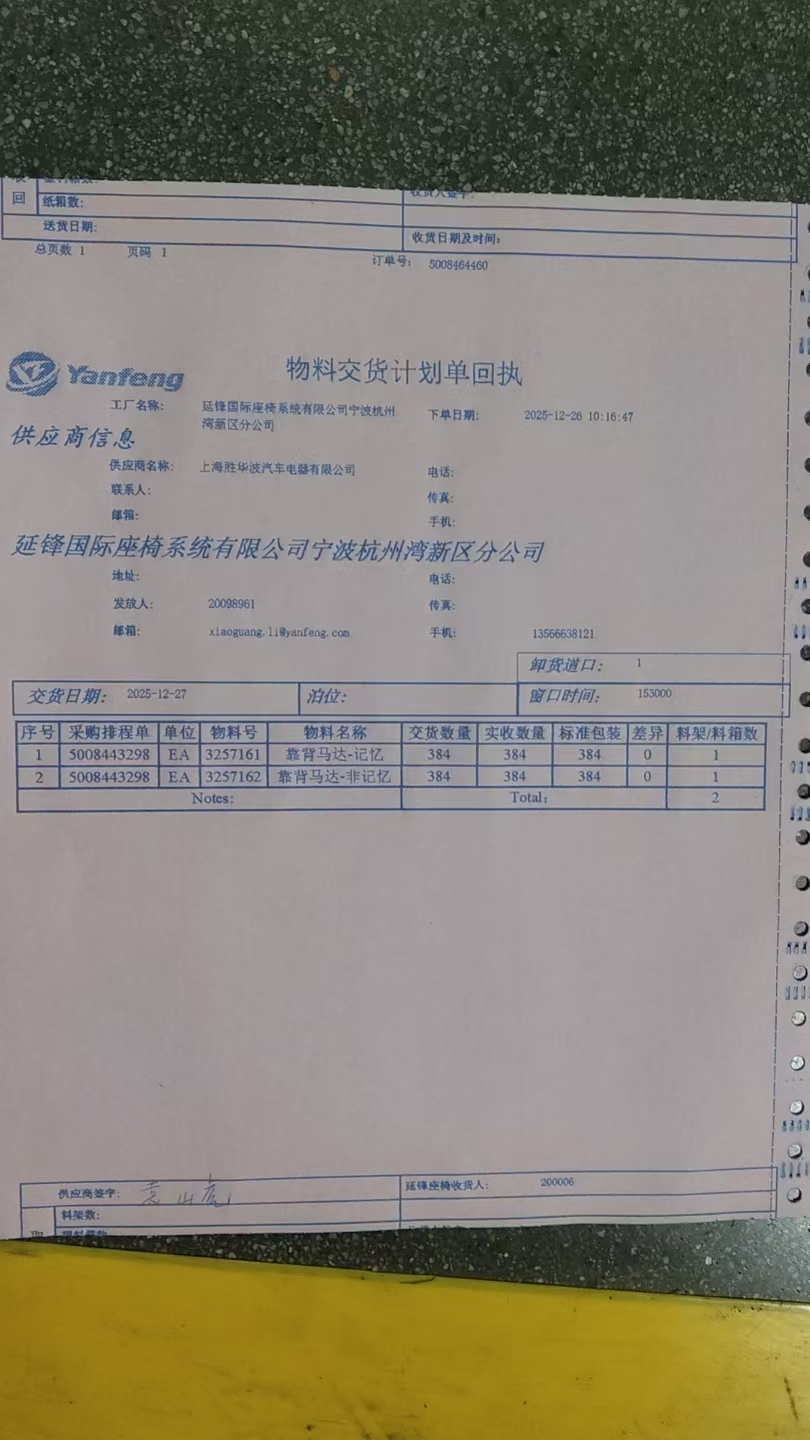 回
纸箱数:
收货人签字:
送货日期:
收货日期及时间:
总页数 1 页码 1
订单号: 5008464460
Yanfeng
物料交货计划单回执
工厂名称: 延锋国际座椅系统有限公司宁波杭州湾新区分公司
下单日期: 2025-12-26 10:16:47
供应商信息
供应商名称: 上海胜华波汽车电器有限公司
电话:
联系人:
传真:
邮箱:
手机:
延锋国际座椅系统有限公司宁波杭州湾新区分公司
地址:
电话:
发放人: 20098961
传真:
邮箱: xiaoguang.li@yanfeng.com
手机: 13566638121
卸货道口: 1
交货日期: 2025-12-27 泊位: 窗口时间: 153000
序号 采购排程单 单位 物料号 物料名称 交货数量 实收数量 标准包装 差异 料架/料箱数
1 5008443298 EA 3257161 靠背马达-记忆 384 384 384 0 1
2 5008443298 EA 3257162 靠背马达-非记忆 384 384 384 0 1
Notes: Total: 2
供应商签字:
延锋座椅收货人: 200006
料架数: